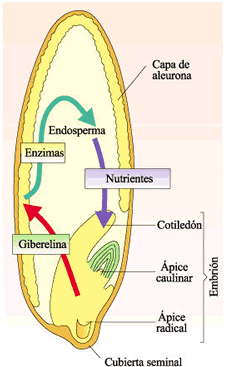 Capa de
aleurona
Endosperma
Enzimas
Nutrientes
Cotiledón
Giberelina
Ápice
caulinar
Embrión
Ápice
radical
Cubierta seminal